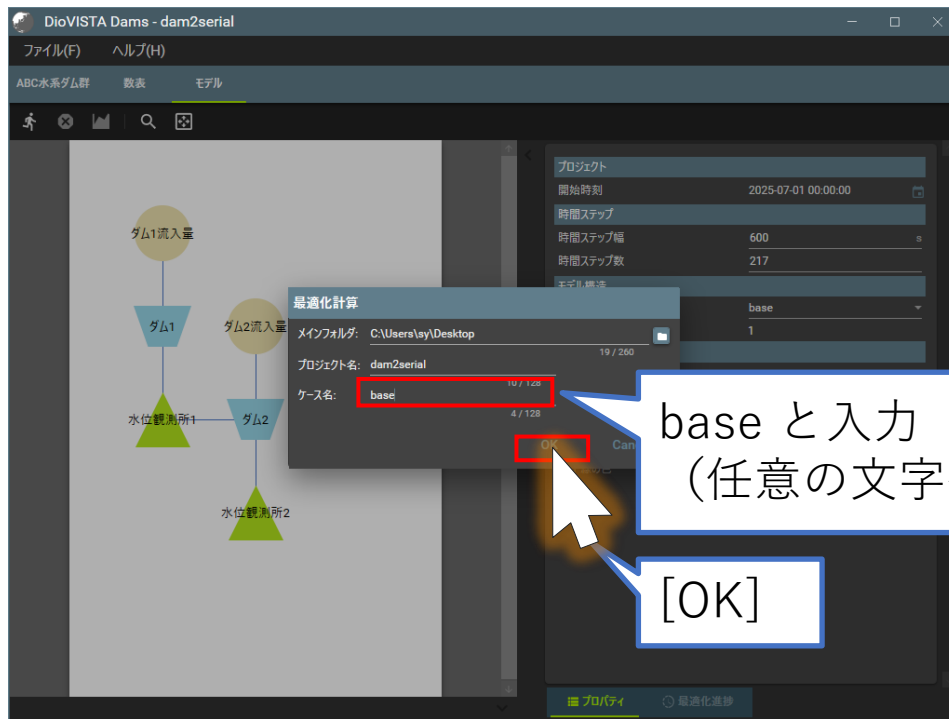 DioVISTA Dams - dam2serial
ファイル(F) ヘルプ(H)
ABC水系ダム群 数表 モデル
プロジェクト
開始時刻 2025-07-01 00:00:00
時間ステップ
時間ステップ幅 600 s
時間ステップ数 217
モデル構造
base
1
ダム1流入量
ダム1
ダム2流入量
水位観測所1
ダム2
水位観測所2
最適化計算
メインフォルダ: C:\Users\sy\Desktop
19 / 260
プロジェクト名: dam2serial
10 / 128
ケース名: base
4 / 128
OK Can
base と入力
（任意の文字
[OK]
プロパティ 最適化進捗